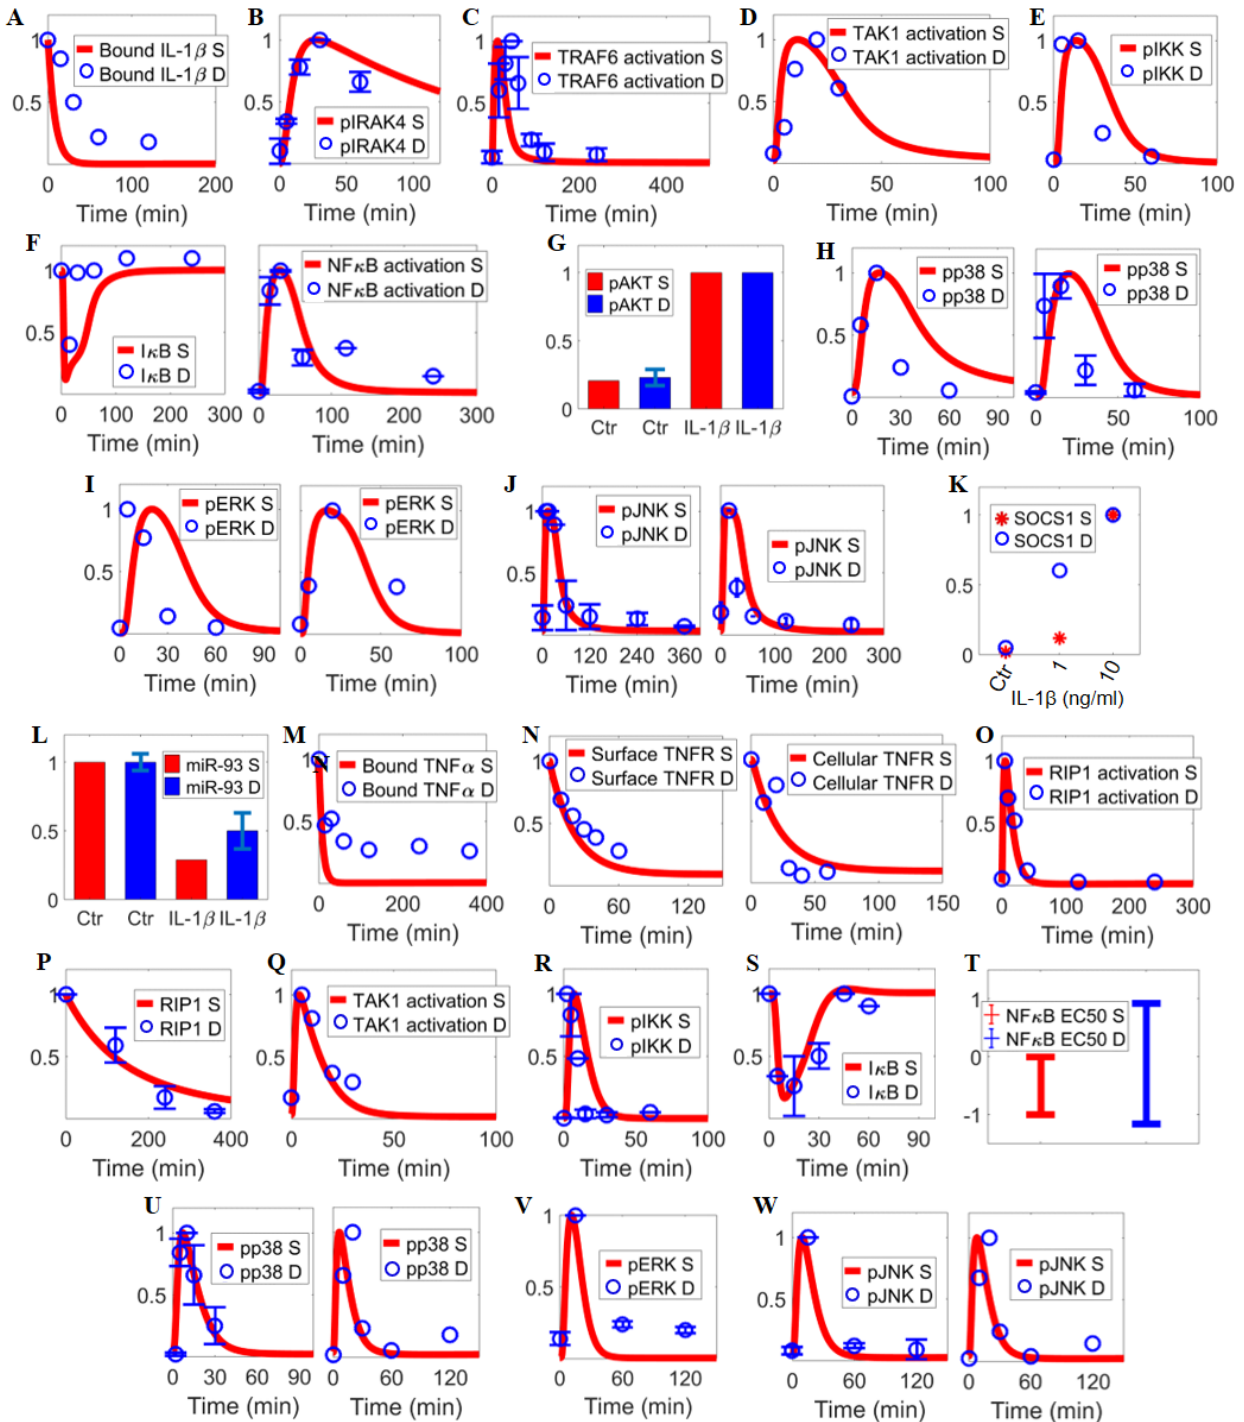 A
1
0.5
0
Bound IL-1β S
Bound IL-1β D
0 100 200
Time (min)
B
1
0.5
pIRAK4 S
pIRAK4 D
0 50 100
Time (min)
C
1
0.5
TRAF6 activation S
TRAF6 activation D
0 200 400
Time (min)
D
1
0.5
TAK1 activation S
TAK1 activation D
0 50 100
Time (min)
E
1
0.5
pIKK S
pIKK D
0 50 100
Time (min)
F
1
0.5
IκB S
IκB D
0 100 200 300
Time (min)
NFκB activation S
NFκB activation D
0 100 200 300
Time (min)
G
1
0.5
0
pAKT S
pAKT D
Ctr Ctr IL-1β IL-1β
H
1
0.5
pp38 S
pp38 D
0 30 60 90
Time (min)
pp38 S
pp38 D
0 50 100
Time (min)
I
1
0.5
pERK S
pERK D
0 30 60 90
Time (min)
pERK S
pERK D
0 50 100
Time (min)
J
1
0.5
pJNK S
pJNK D
0 120 240 360
Time (min)
pJNK S
pJNK D
0 100 200 300
Time (min)
K
1
0.5
0
SOCS1 S
SOCS1 D
Ctr 1 10
IL-1β (ng/ml)
L
1
0.5
0
miR-93 S
miR-93 D
Ctr Ctr IL-1β IL-1β
M
1
0.5
N
Bound TNFα S
Bound TNFα D
0 200 400
Time (min)
N
1
0.5
Surface TNFR S
Surface TNFR D
0 60 120
Time (min)
1
0.5
Cellular TNFR S
Cellular TNFR D
0 50 100 150
Time (min)
O
1
0.5
RIP1 activation S
RIP1 activation D
0 100 200 300
Time (min)
P
1
0.5
RIP1 S
RIP1 D
0 200 400
Time (min)
Q
1
0.5
TAK1 activation S
TAK1 activation D
0 50 100
Time (min)
R
1
0.5
pIKK S
pIKK D
0 50 100
Time (min)
S
1
0.5
IκB S
IκB D
0 30 60 90
Time (min)
T
1
0
-1
NFκB EC50 S
NFκB EC50 D
U
1
0.5
pp38 S
pp38 D
0 30 60 90
Time (min)
pp38 S
pp38 D
0 60 120
Time (min)
V
1
0.5
pERK S
pERK D
0 60 120
Time (min)
W
1
0.5
pJNK S
pJNK D
0 60 120
Time (min)
pJNK S
pJNK D
0 60 120
Time (min)